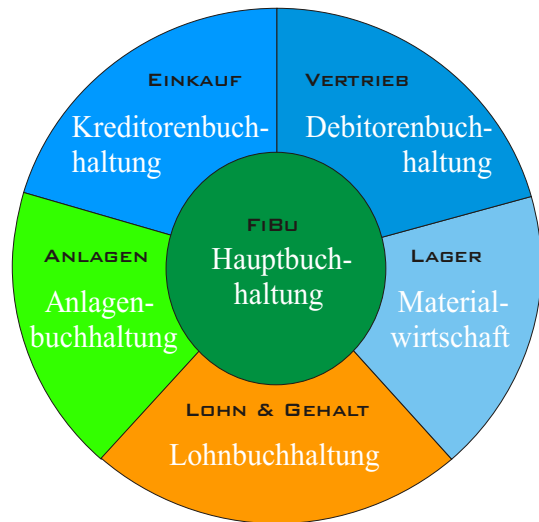 EINKAUF
Kreditorenbuch-
haltung
VERTRIEB
Debitorenbuch-
haltung
FIBU
Hauptbuch-
haltung
ANLAGEN
Anlagen-
buchhaltung
LAGER
Material-
wirtschaft
LOHN & GEHALT
Lohnbuchhaltung